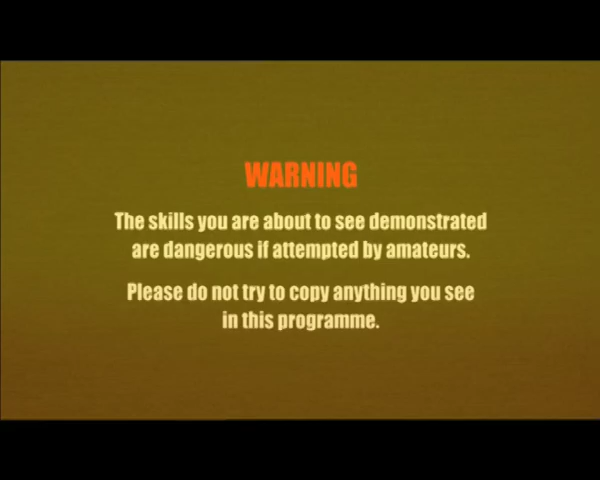 WARNING
The skills you are about to see demonstrated
are dangerous if attempted by amateurs.
Please do not try to copy anything you see
in this programme.